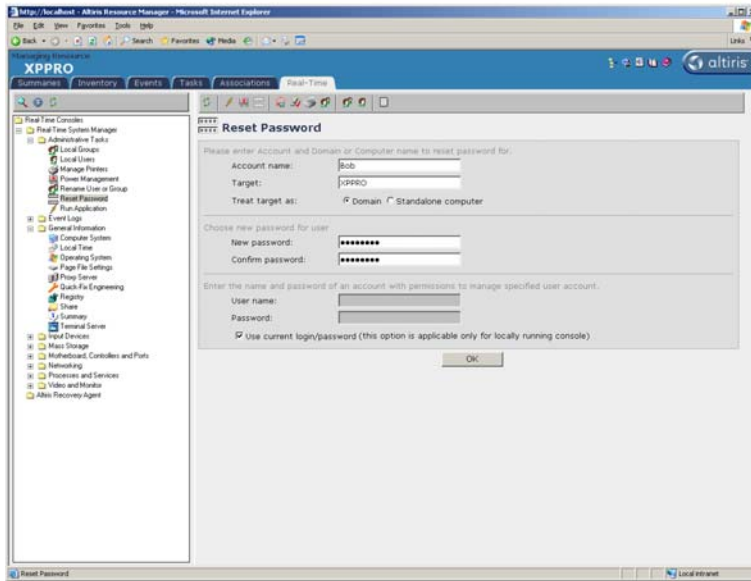 http://localhost - Altiris Resource Manager - Microsoft Internet Explorer
File Edit View Favorites Tools Help
Back Search Favorites Media Links
Managing Resource:
XPPRO
altiris
Summaries Inventory Events Tasks Associations Real-Time
Real-Time Consoles
Real-Time System Manager
Administrative Tasks
Local Groups
Local Users
Manage Printers
Power Management
Rename User or Group
Reset Password
Run Application
Event Logs
General Information
Computer System
Local Time
Operating System
Page File Settings
Proxy Server
Quick-Fix Engineering
Registry
Share
Summary
Terminal Server
Input Devices
Mass Storage
Motherboard, Controllers and Ports
Networking
Processes and Services
Video and Monitor
Altiris Recovery Agent
Reset Password
Please enter Account and Domain or Computer name to reset password for.
Account name: Bob
Target: XPPRO
Treat target as: Domain Standalone computer
Choose new password for user
New password: ••••••••
Confirm password: ••••••••
Enter the name and password of an account with permissions to manage specified user account.
User name:
Password:
Use current login/password (this option is applicable only for locally running console)
OK
Reset Password
Local intranet